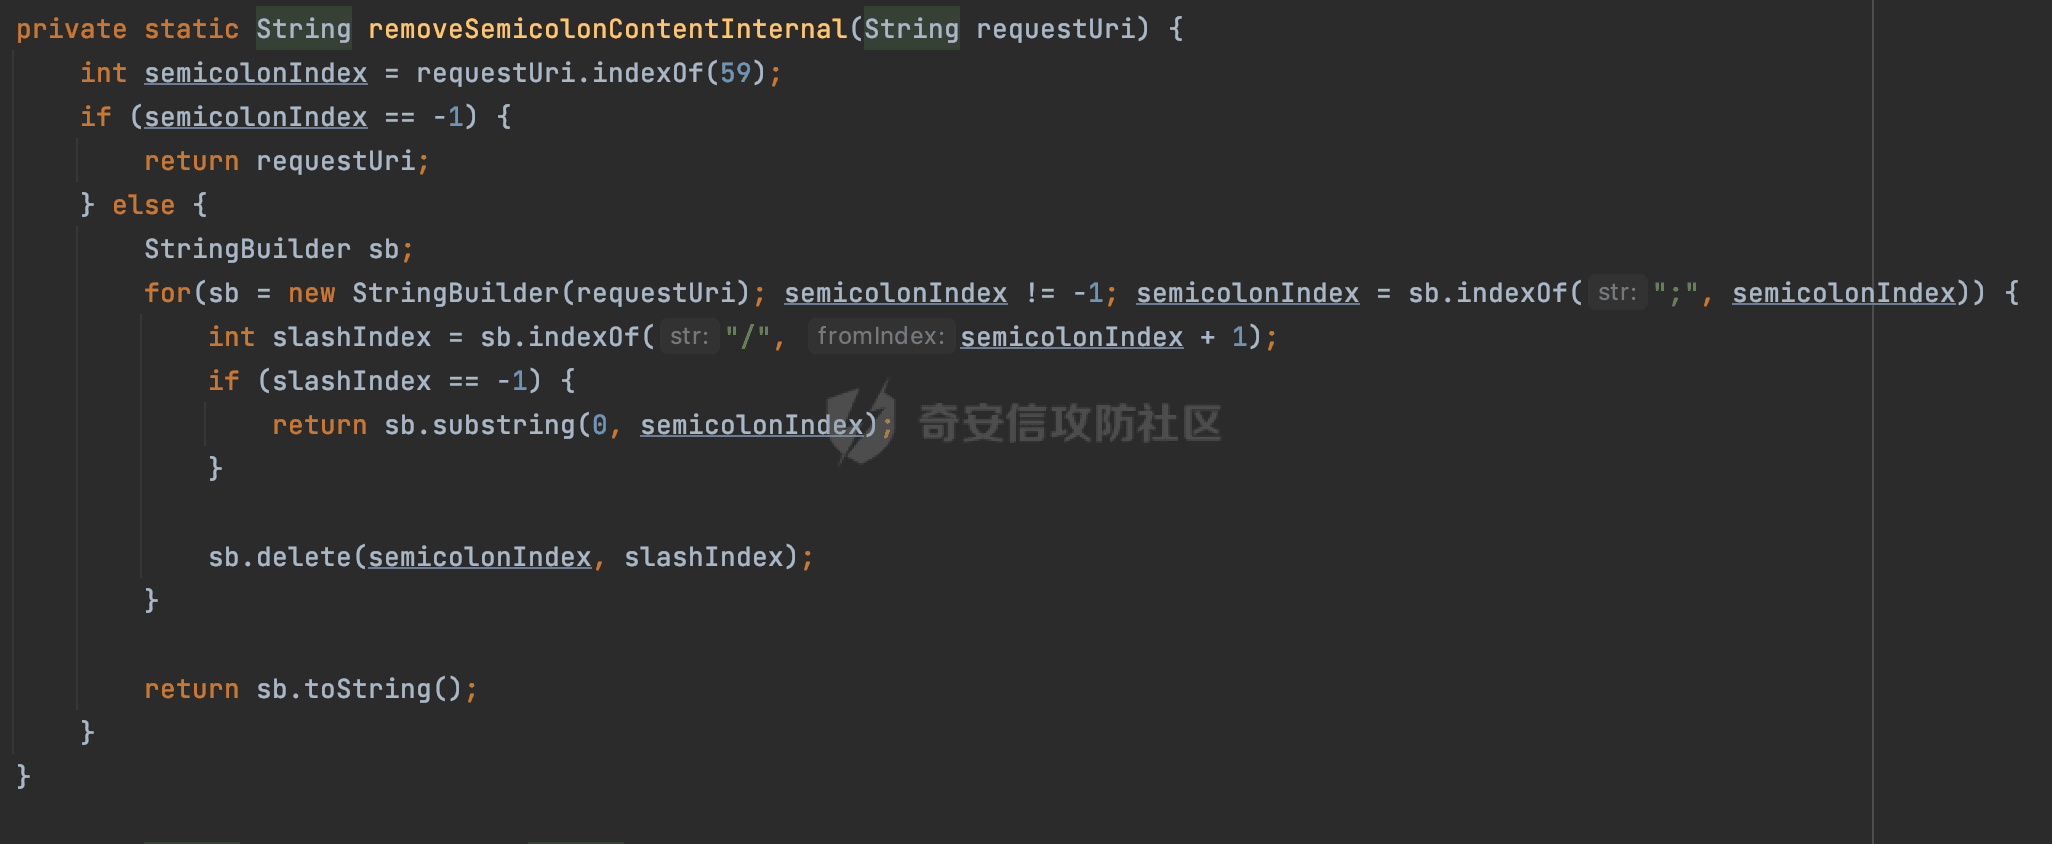 private static String removeSemicolonContentInternal(String requestUri) {
    int semicolonIndex = requestUri.indexOf(59);
    if (semicolonIndex == -1) {
        return requestUri;
    } else {
        StringBuilder sb;
        for(sb = new StringBuilder(requestUri); semicolonIndex != -1; semicolonIndex = sb.indexOf( str: ";", semicolonIndex)) {
            int slashIndex = sb.indexOf( str: "/", fromIndex: semicolonIndex + 1);
            if (slashIndex == -1) {
                return sb.substring(0, semicolonIndex);
奇安信攻防社区
            }
            sb.delete(semicolonIndex, slashIndex);
        }
        return sb.toString();
    }
}